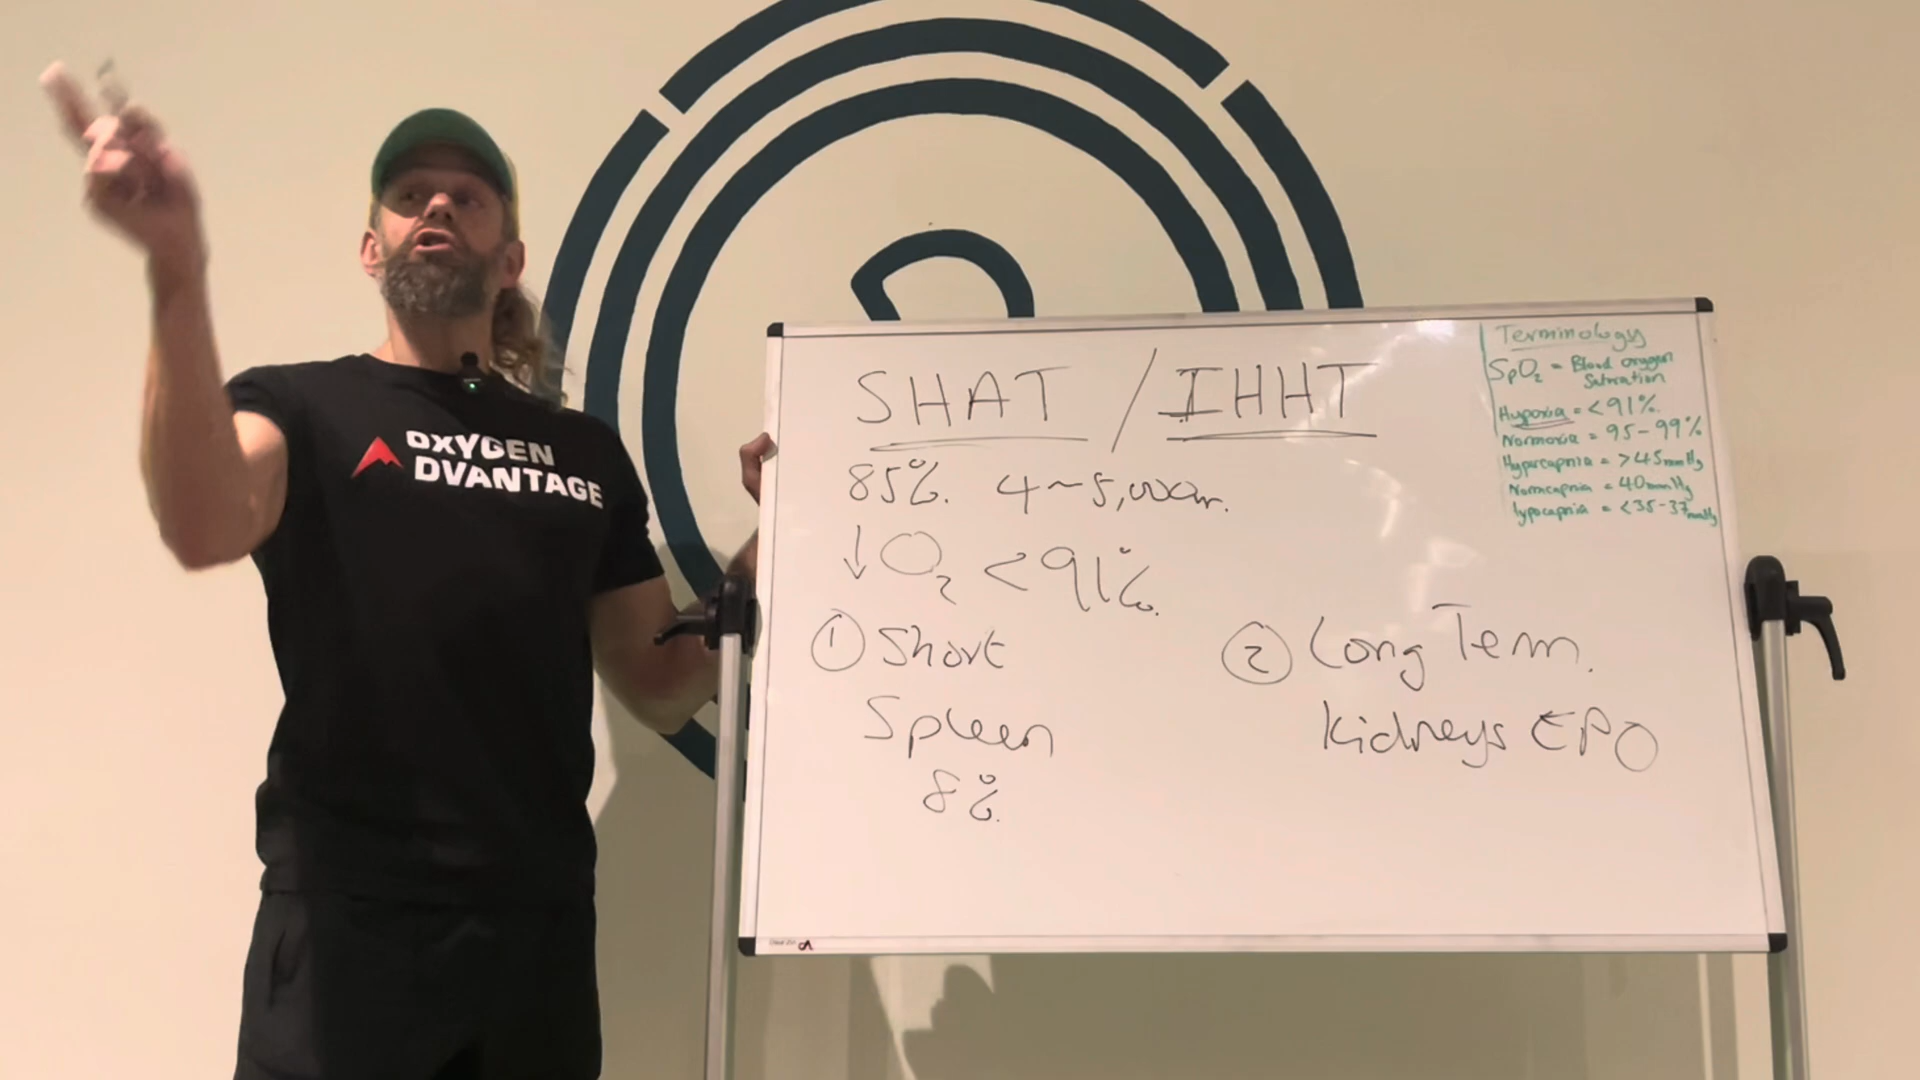 OXYGEN
DVANTAGE
SHAT / IHHT
85%. 4~5,000m.
↓ O₂ <91%.
① Short
Spleen
8%.
② Long Term.
Kidneys EPO
Terminology
SpO₂ = Blood oxygen
Saturation
Hypoxia = <91%.
Normoxia = 95-99%
Hypercapnia = >45mmHg
Normcapnia = 40mmHg
hypocapnia = <35-37mmHg